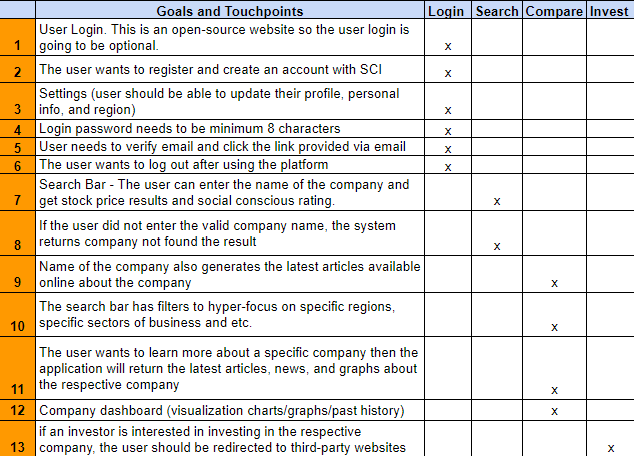 Goals and Touchpoints Login Search Compare Invest
User Login. This is an open-source website so the user login is
1 going to be optional. x
2 The user wants to register and create an account with SCI x
Settings (user should be able to update their profile, personal
3 info, and region) x
4 Login password needs to be minimum 8 characters x
5 User needs to verify email and click the link provided via email x
6 The user wants to log out after using the platform x
Search Bar - The user can enter the name of the company and
7 get stock price results and social conscious rating. x
If the user did not enter the valid company name, the system
8 returns company not found the result x
Name of the company also generates the latest articles available
9 online about the company x
The search bar has filters to hyper-focus on specific regions,
10 specific sectors of business and etc. x
The user wants to learn more about a specific company then the
application will return the latest articles, news, and graphs about
11 the respective company x
12 Company dashboard (visualization charts/graphs/past history) x
if an investor is interested in investing in the respective
13 company, the user should be redirected to third-party websites x